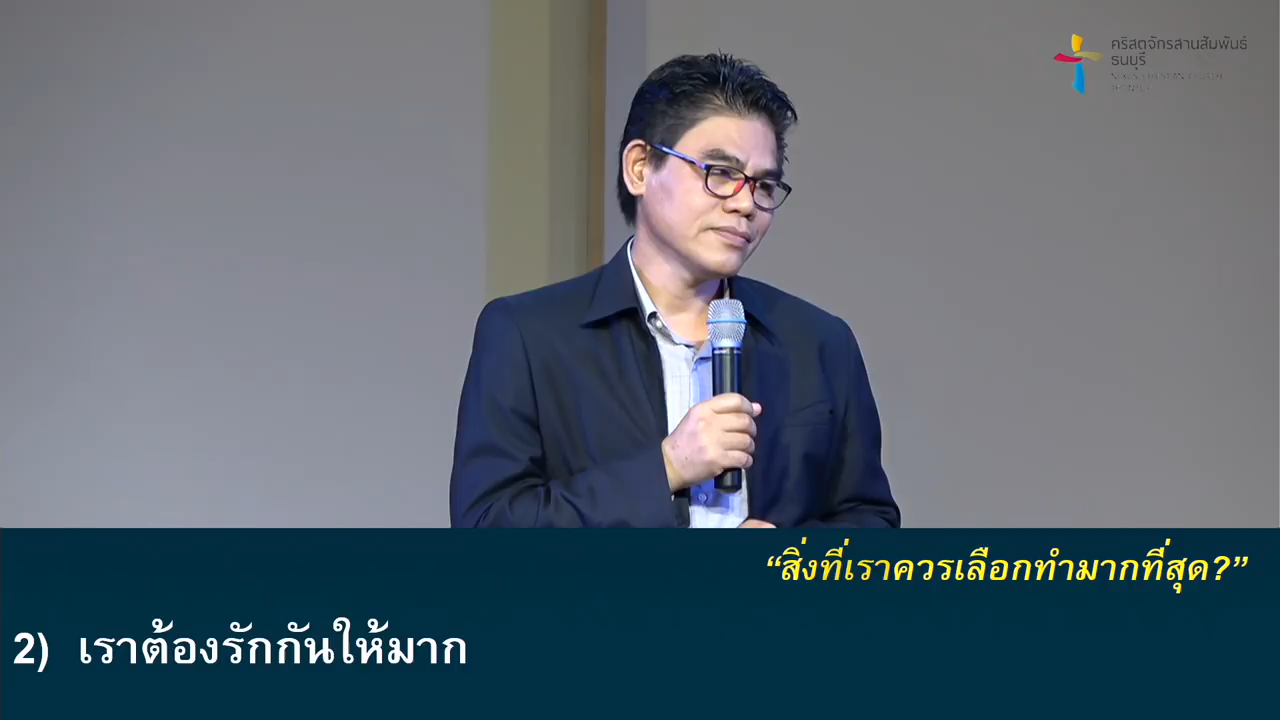 คริสตจักรสานสัมพันธ์
ธนบุรี
“สิ่งที่เราควรเลือกทำมากที่สุด?”
2) เราต้องรักกันให้มาก